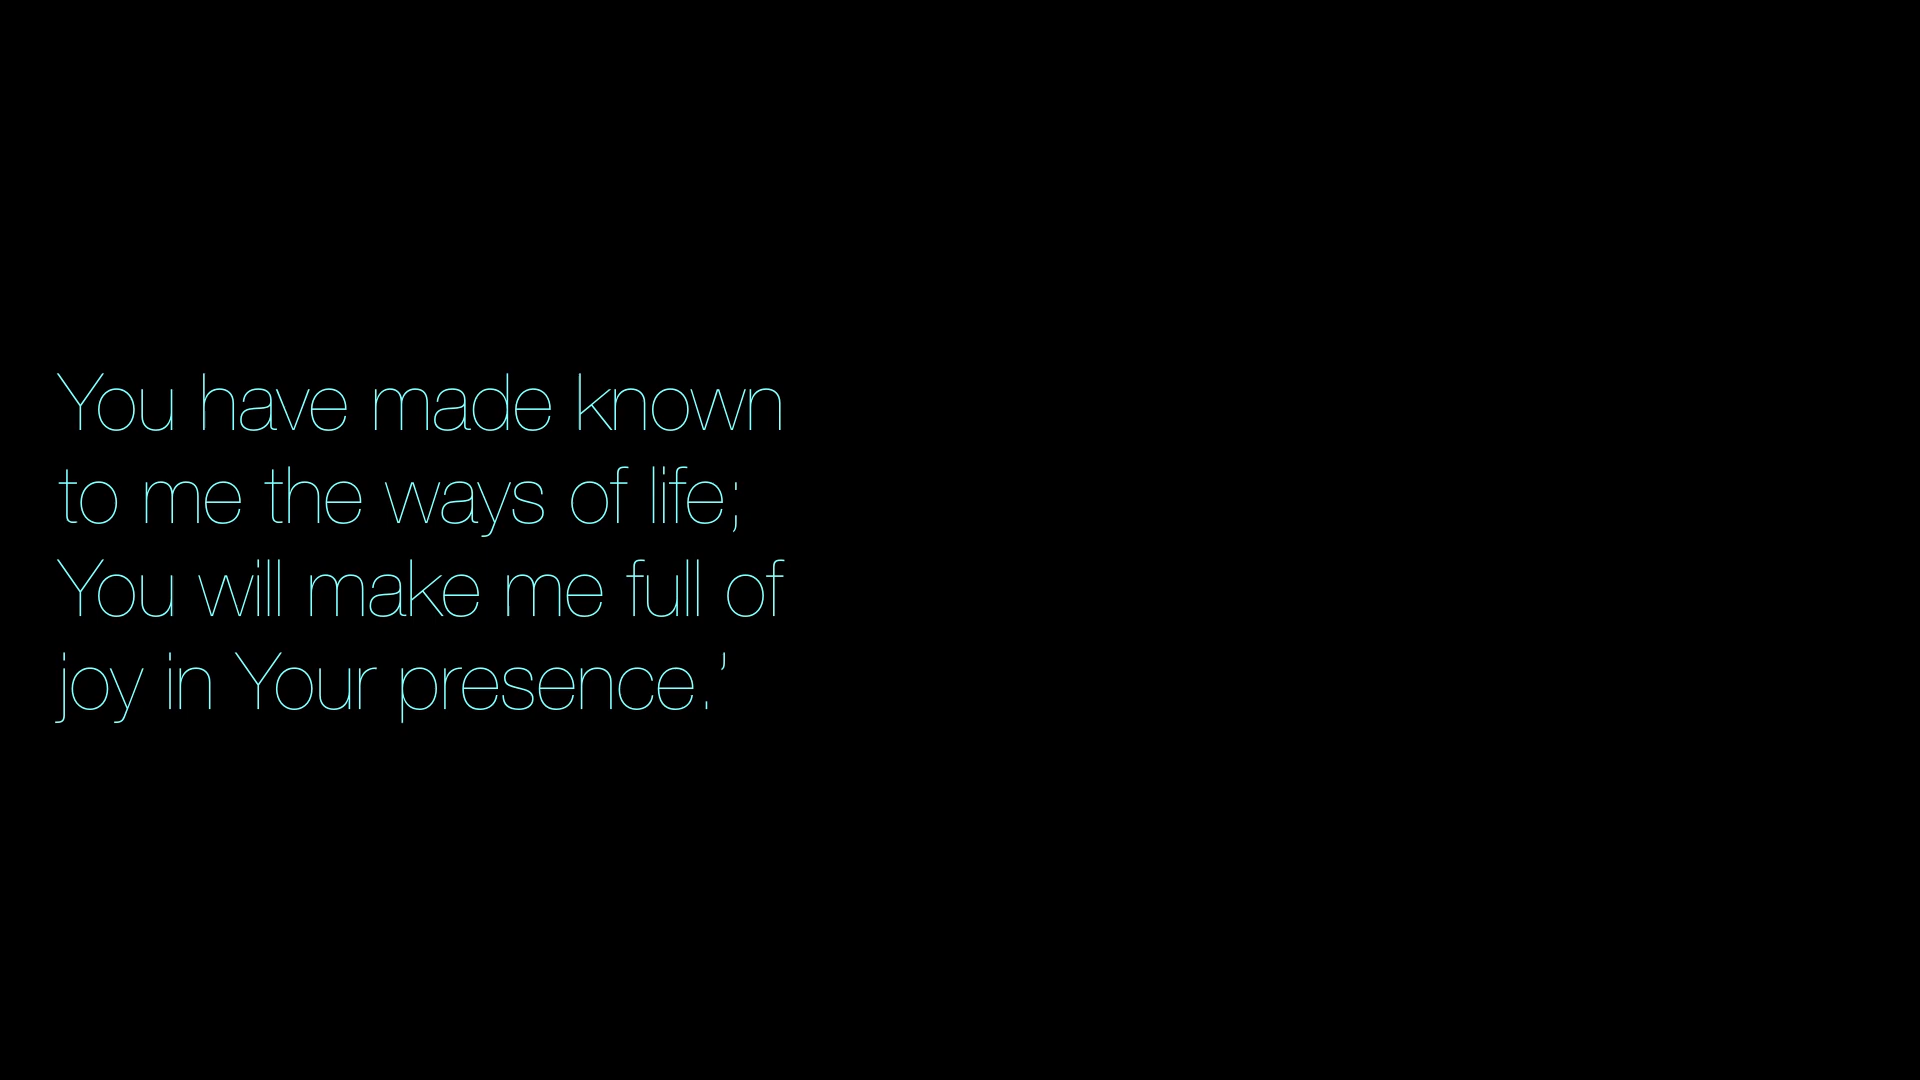 You have made known
to me the ways of life;
You will make me full of
joy in Your presence.’